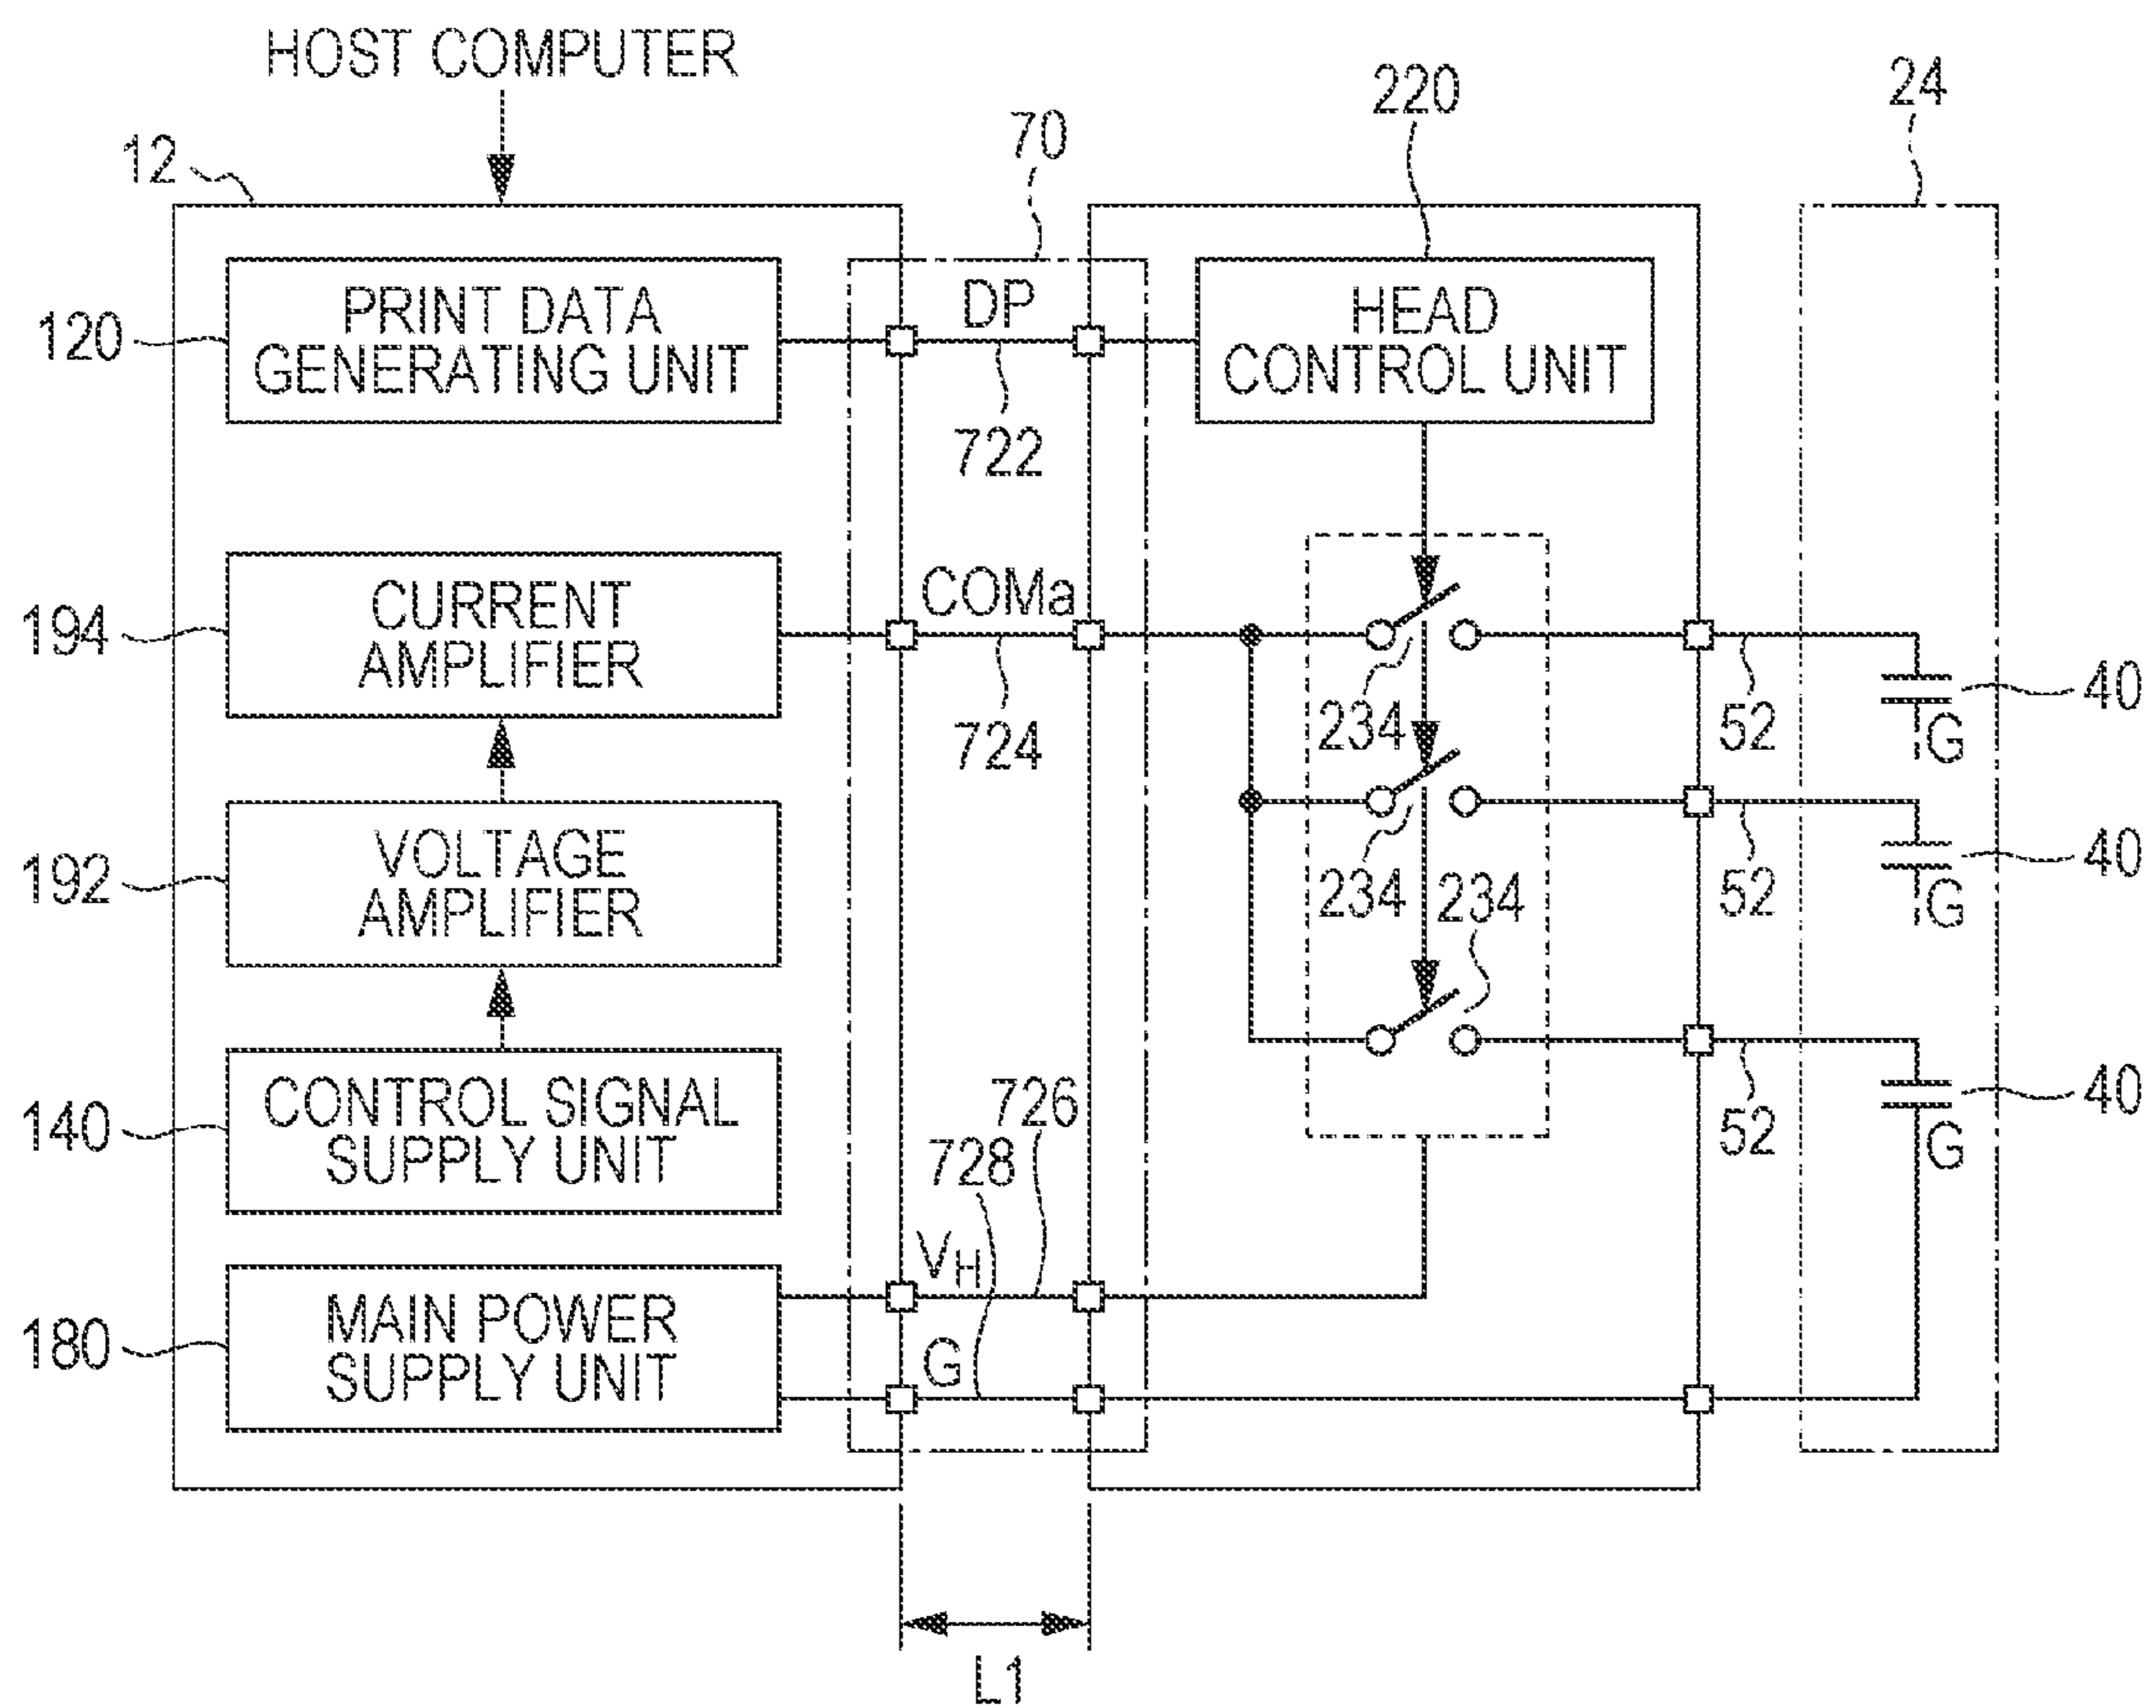 HOST COMPUTER
12
70
220
24
120
PRINT DATA
GENERATING UNIT
DP
722
HEAD
CONTROL UNIT
194
CURRENT
AMPLIFIER
COMa
724
234
52
40
G
192
VOLTAGE
AMPLIFIER
234
234
52
40
G
140
CONTROL SIGNAL
SUPPLY UNIT
726
728
52
40
G
180
MAIN POWER
SUPPLY UNIT
VH
G
L1